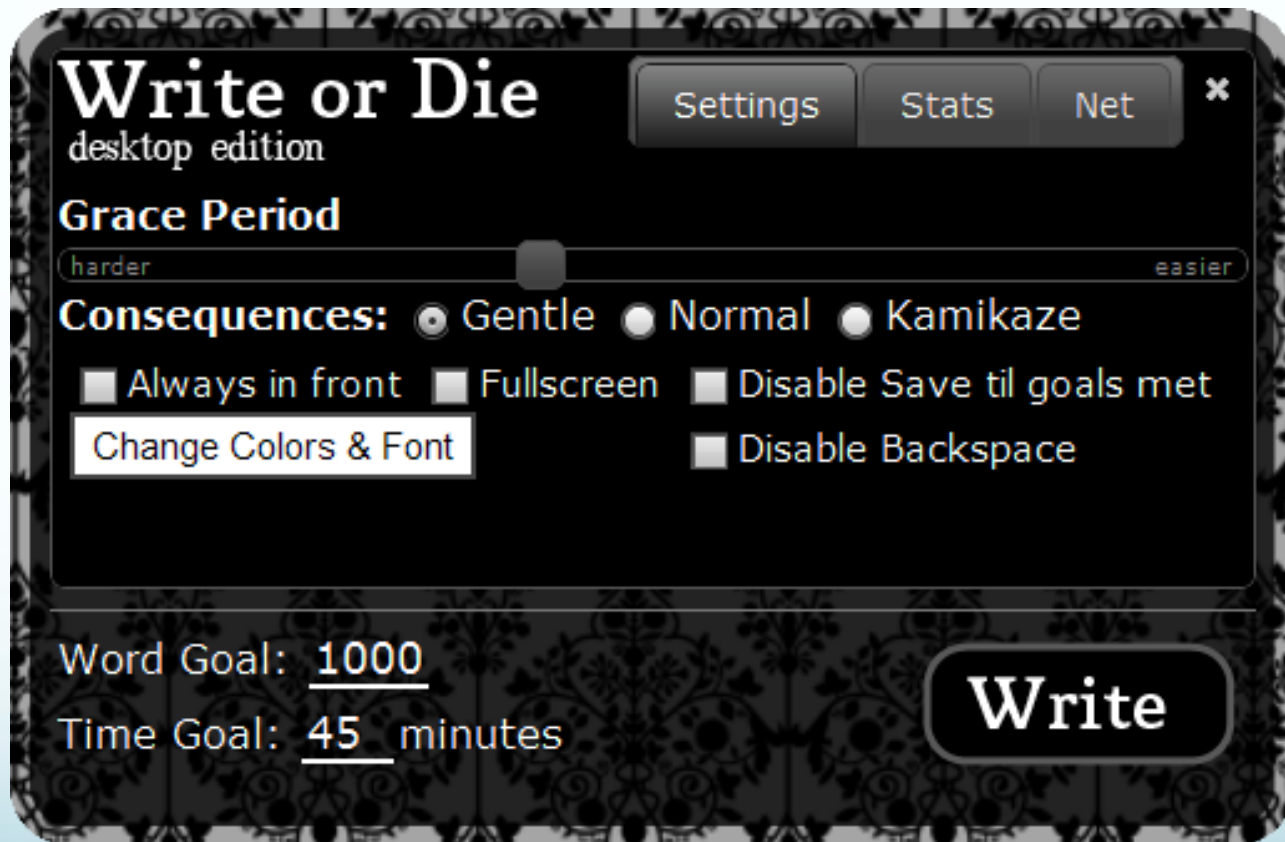 Write or Die
desktop edition
Settings Stats Net
Grace Period
harder easier
Consequences: Gentle Normal Kamikaze
Always in front Fullscreen Disable Save til goals met
Change Colors & Font Disable Backspace
Word Goal: 1000
Time Goal: 45 minutes
Write